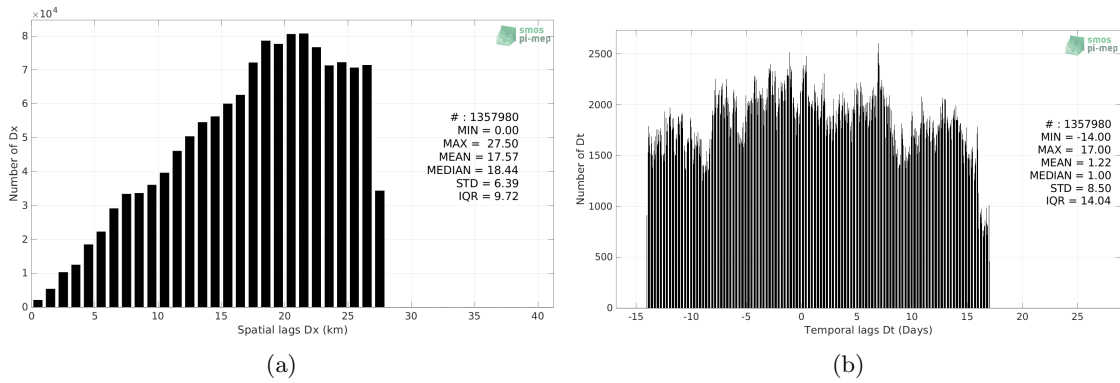 ×10⁴
8
7
6
5
4
3
2
1
0
Number of Dx
0 5 10 15 20 25 30 35 40
Spatial lags Dx (km)
smos
pi-mep
# : 1357980
MIN = 0.00
MAX = 27.50
MEAN = 17.57
MEDIAN = 18.44
STD = 6.39
IQR = 9.72
(a)
2500
2000
1500
1000
500
0
Number of Dt
-15 -10 -5 0 5 10 15 20 25
Temporal lags Dt (Days)
smos
pi-mep
# : 1357980
MIN = -14.00
MAX = 17.00
MEAN = 1.22
MEDIAN = 1.00
STD = 8.50
IQR = 14.04
(b)